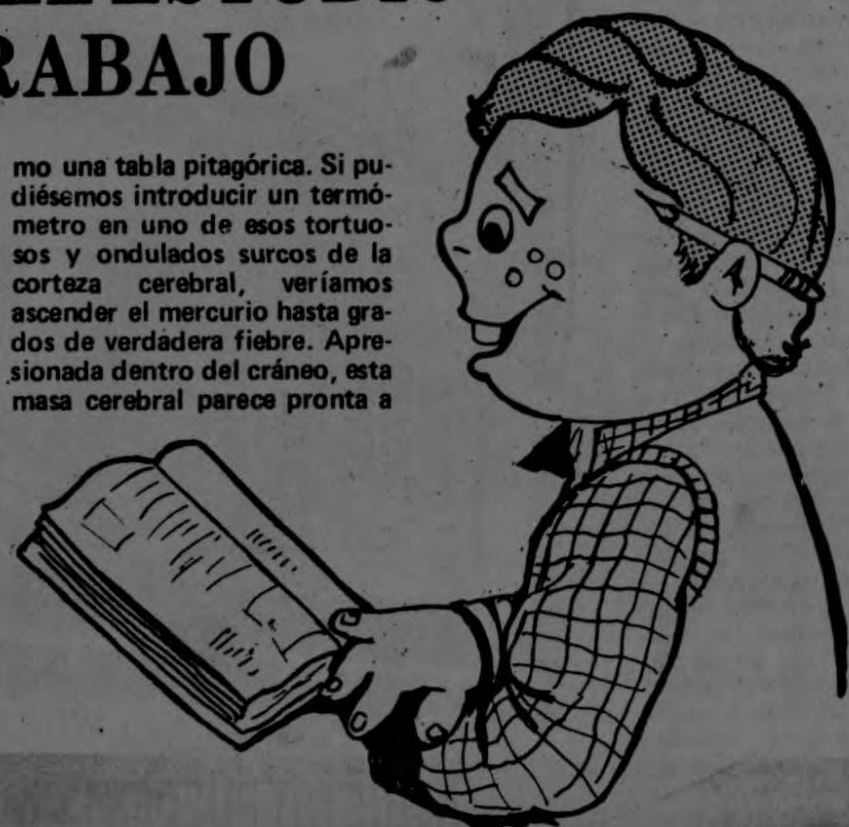 EL ESTUDIO
RABAJO
mo una tabla pitagórica. Si pu-
diésemos introducir un termó-
metro en uno de esos tortuo-
sos y ondulados surcos de la
corteza cerebral, veríamos
ascender el mercurio hasta gra-
dos de verdadera fiebre. Apre-
sionada dentro del cráneo, esta
masa cerebral parece pronta a